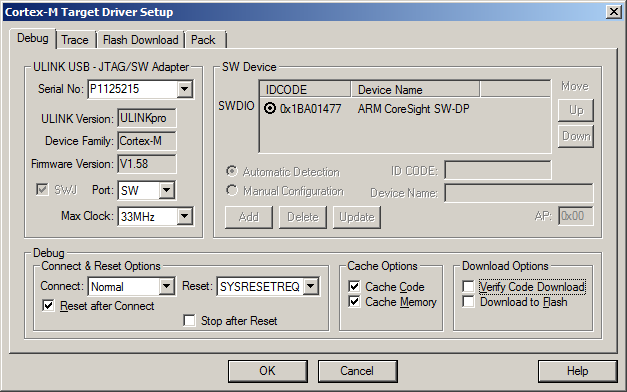 Cortex-M Target Driver Setup
Debug Trace Flash Download Pack
ULINK USB - JTAG/SW Adapter
Serial No: P1125215
ULINK Version: ULINKpro
Device Family: Cortex-M
Firmware Version: V1.58
SWJ Port: SW
Max Clock: 33MHz
SW Device
IDCODE Device Name Move
SWDIO 0x1BA01477 ARM CoreSight SW-DP Up
Down
Automatic Detection ID CODE:
Manual Configuration Device Name:
Add Delete Update AP: 0x00
Debug
Connect & Reset Options
Connect: Normal Reset: SYSRESETREQ
Reset after Connect
Stop after Reset
Cache Options
Cache Code
Cache Memory
Download Options
Verify Code Download
Download to Flash
OK Cancel Help